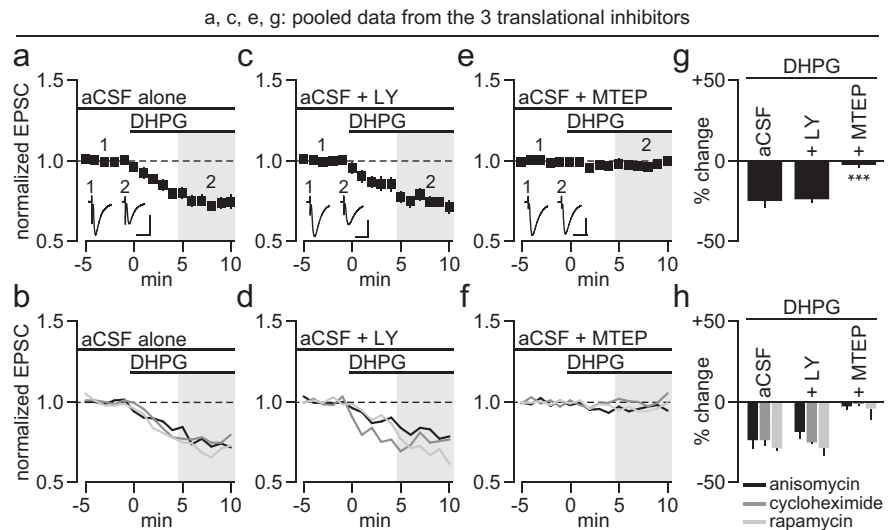 a, c, e, g: pooled data from the 3 translational inhibitors
a
c
e
g
normalized EPSC
1.5
1.0
0.5
aCSF alone
DHPG
1
2
1
2
-5
0
5
10
min
1.5
1.0
0.5
aCSF + LY
DHPG
1
2
1
2
-5
0
5
10
min
1.5
1.0
0.5
aCSF + MTEP
DHPG
1
2
1
2
-5
0
5
10
min
% change
+50
0
-50
DHPG
aCSF
+ LY
+ MTEP
***
b
d
f
h
normalized EPSC
1.5
1.0
0.5
aCSF alone
DHPG
-5
0
5
10
min
1.5
1.0
0.5
aCSF + LY
DHPG
-5
0
5
10
min
1.5
1.0
0.5
aCSF + MTEP
DHPG
-5
0
5
10
min
% change
+50
0
-50
DHPG
aCSF
+ LY
+ MTEP
anisomycin
cycloheximide
rapamycin